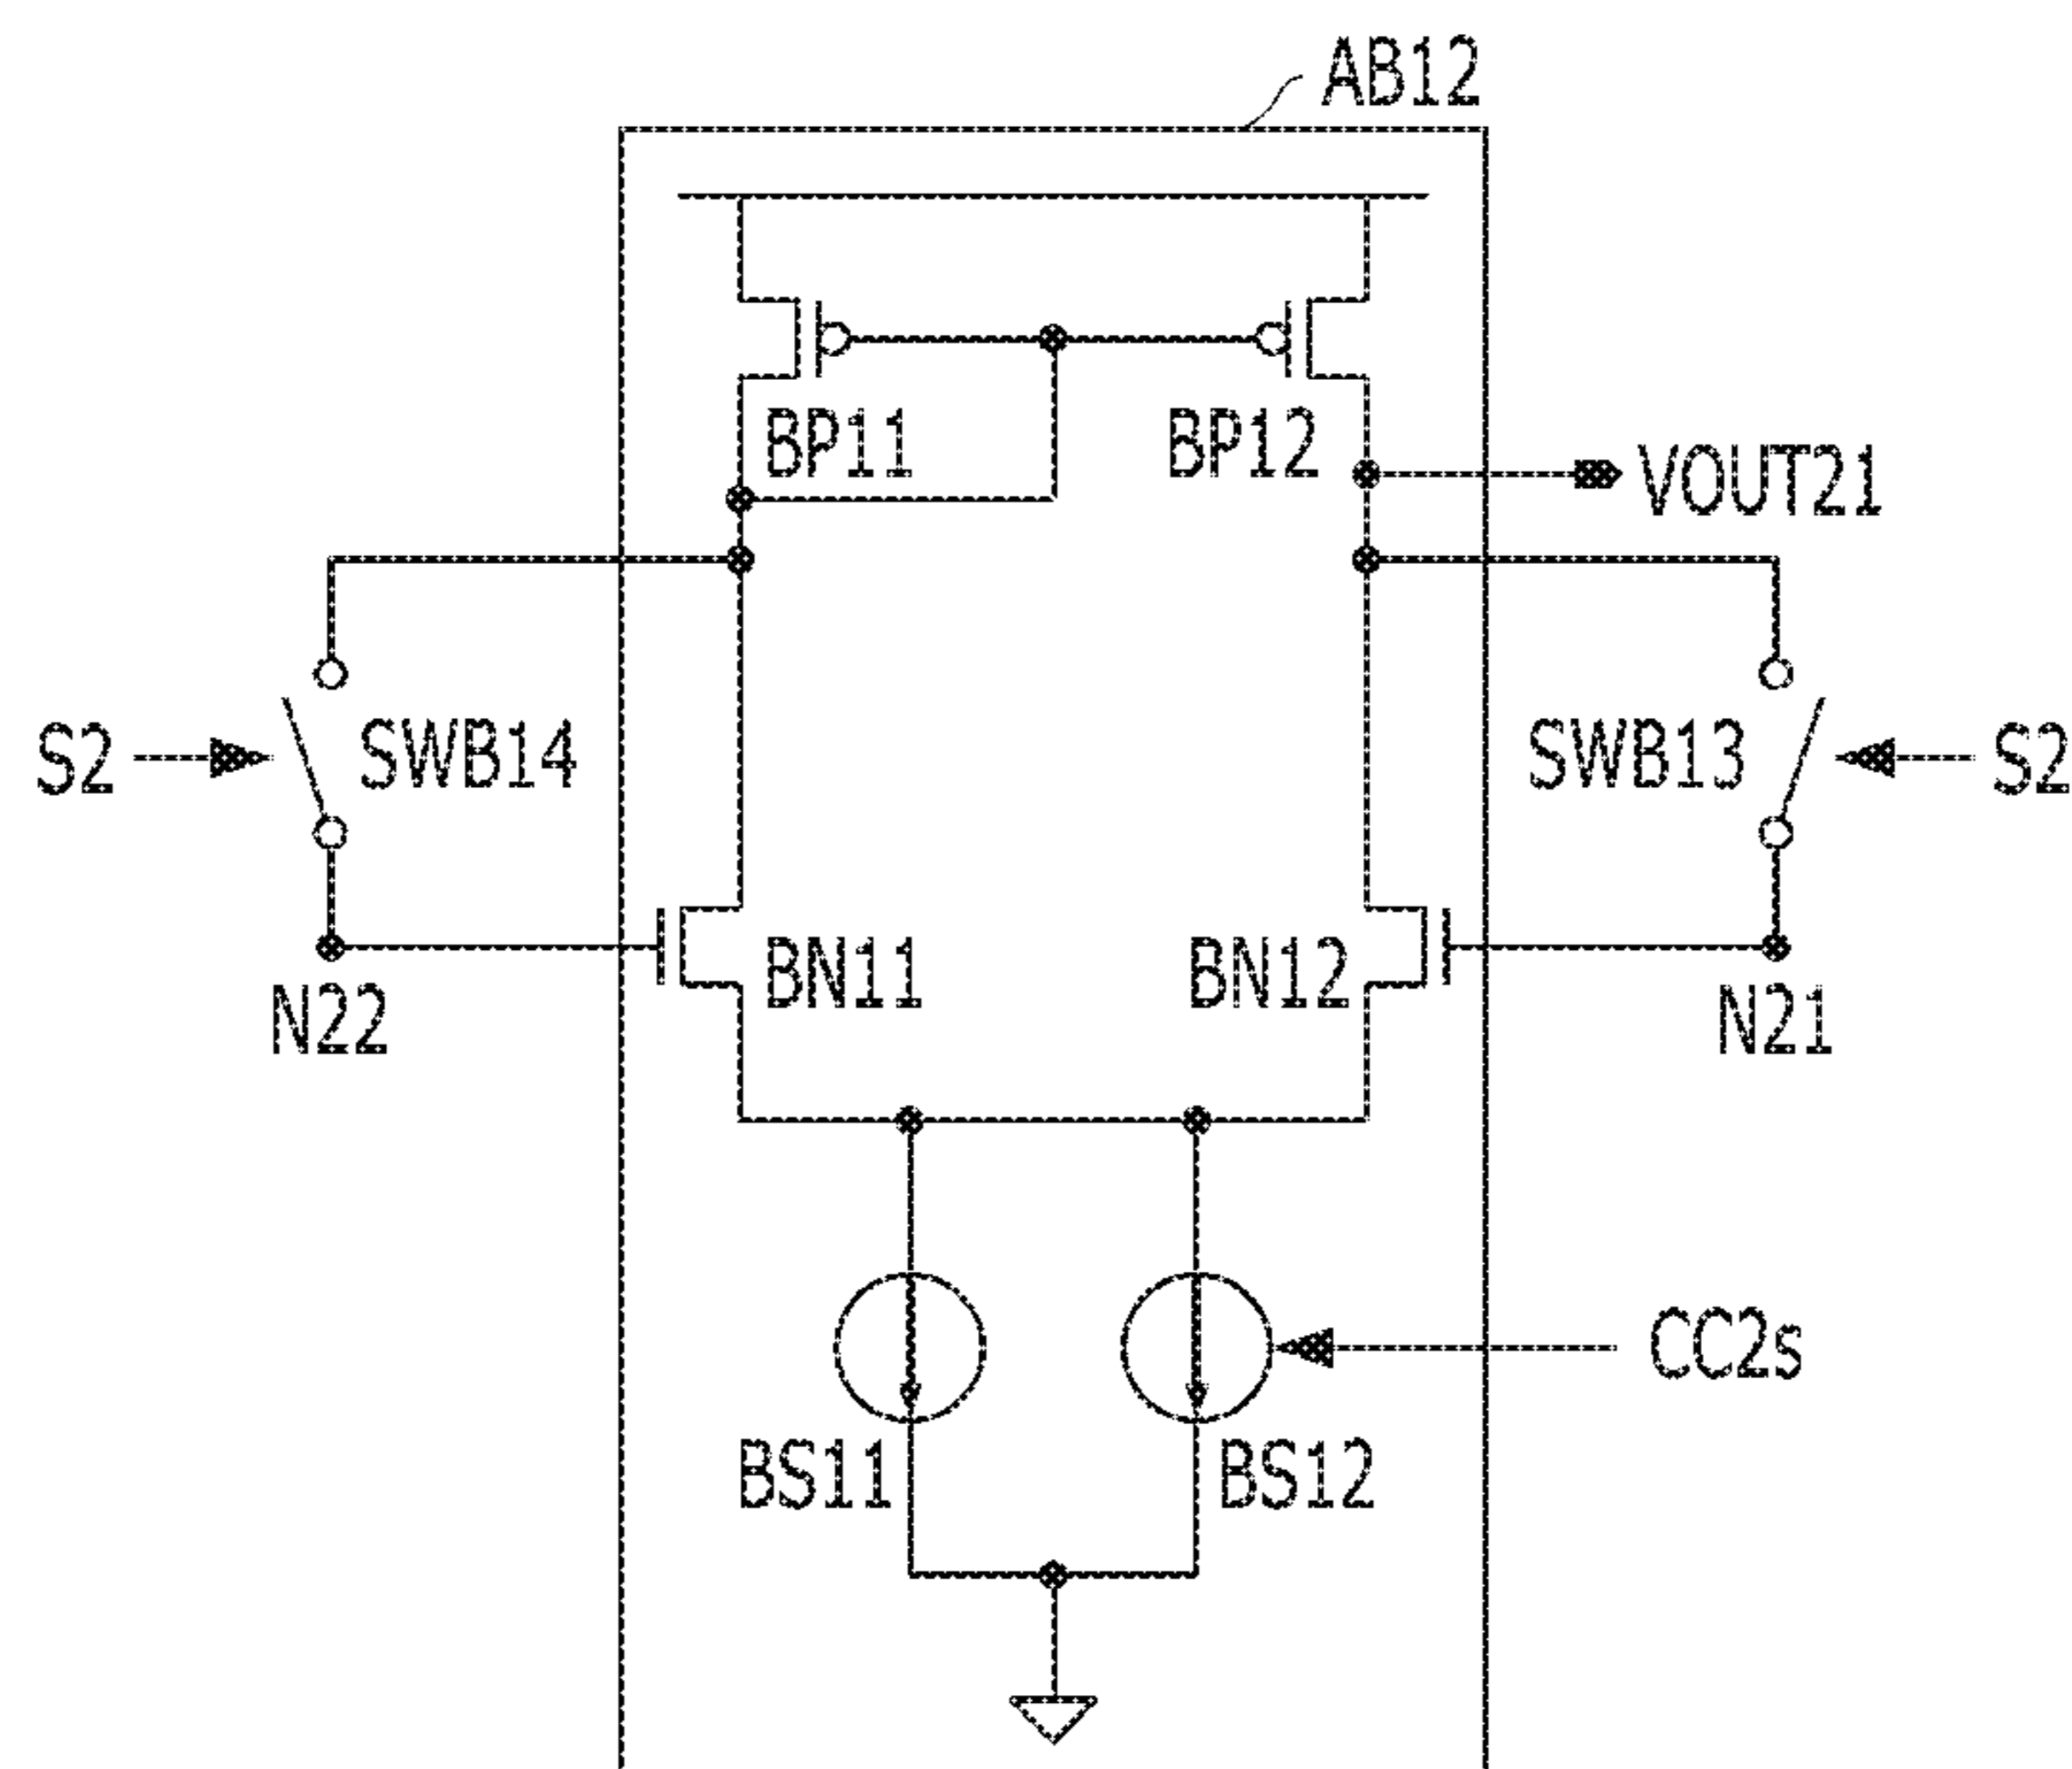 AB12
BP11
BP12
VOUT21
S2
SWB14
SWB13
S2
BN11
BN12
N22
N21
CC2s
BS11
BS12